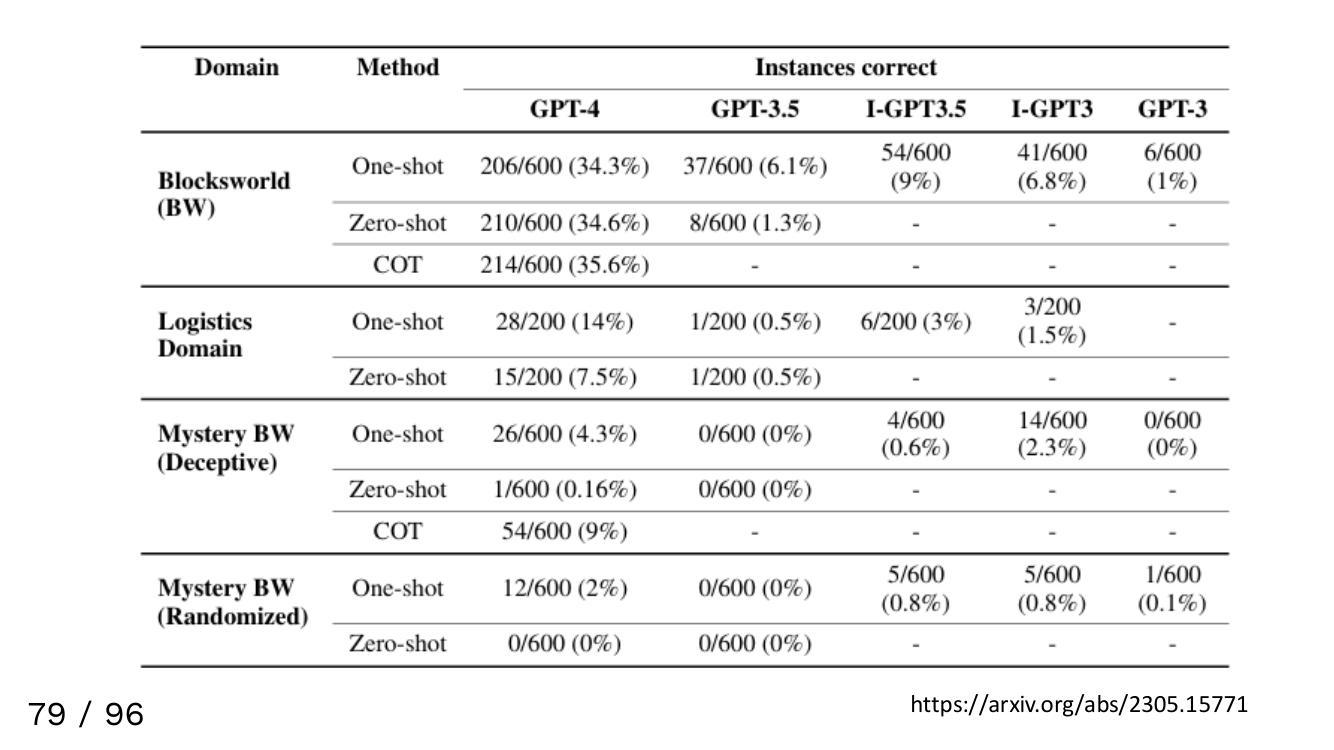 Domain Method Instances correct
GPT-4 GPT-3.5 I-GPT3.5 I-GPT3 GPT-3
Blocksworld (BW) One-shot 206/600 (34.3%) 37/600 (6.1%) 54/600 (9%) 41/600 (6.8%) 6/600 (1%)
Zero-shot 210/600 (34.6%) 8/600 (1.3%) - - -
COT 214/600 (35.6%) - - - -
Logistics Domain One-shot 28/200 (14%) 1/200 (0.5%) 6/200 (3%) 3/200 (1.5%) -
Zero-shot 15/200 (7.5%) 1/200 (0.5%) - - -
Mystery BW (Deceptive) One-shot 26/600 (4.3%) 0/600 (0%) 4/600 (0.6%) 14/600 (2.3%) 0/600 (0%)
Zero-shot 1/600 (0.16%) 0/600 (0%) - - -
COT 54/600 (9%) - - - -
Mystery BW (Randomized) One-shot 12/600 (2%) 0/600 (0%) 5/600 (0.8%) 5/600 (0.8%) 1/600 (0.1%)
Zero-shot 0/600 (0%) 0/600 (0%) - - -
79 / 96
https://arxiv.org/abs/2305.15771